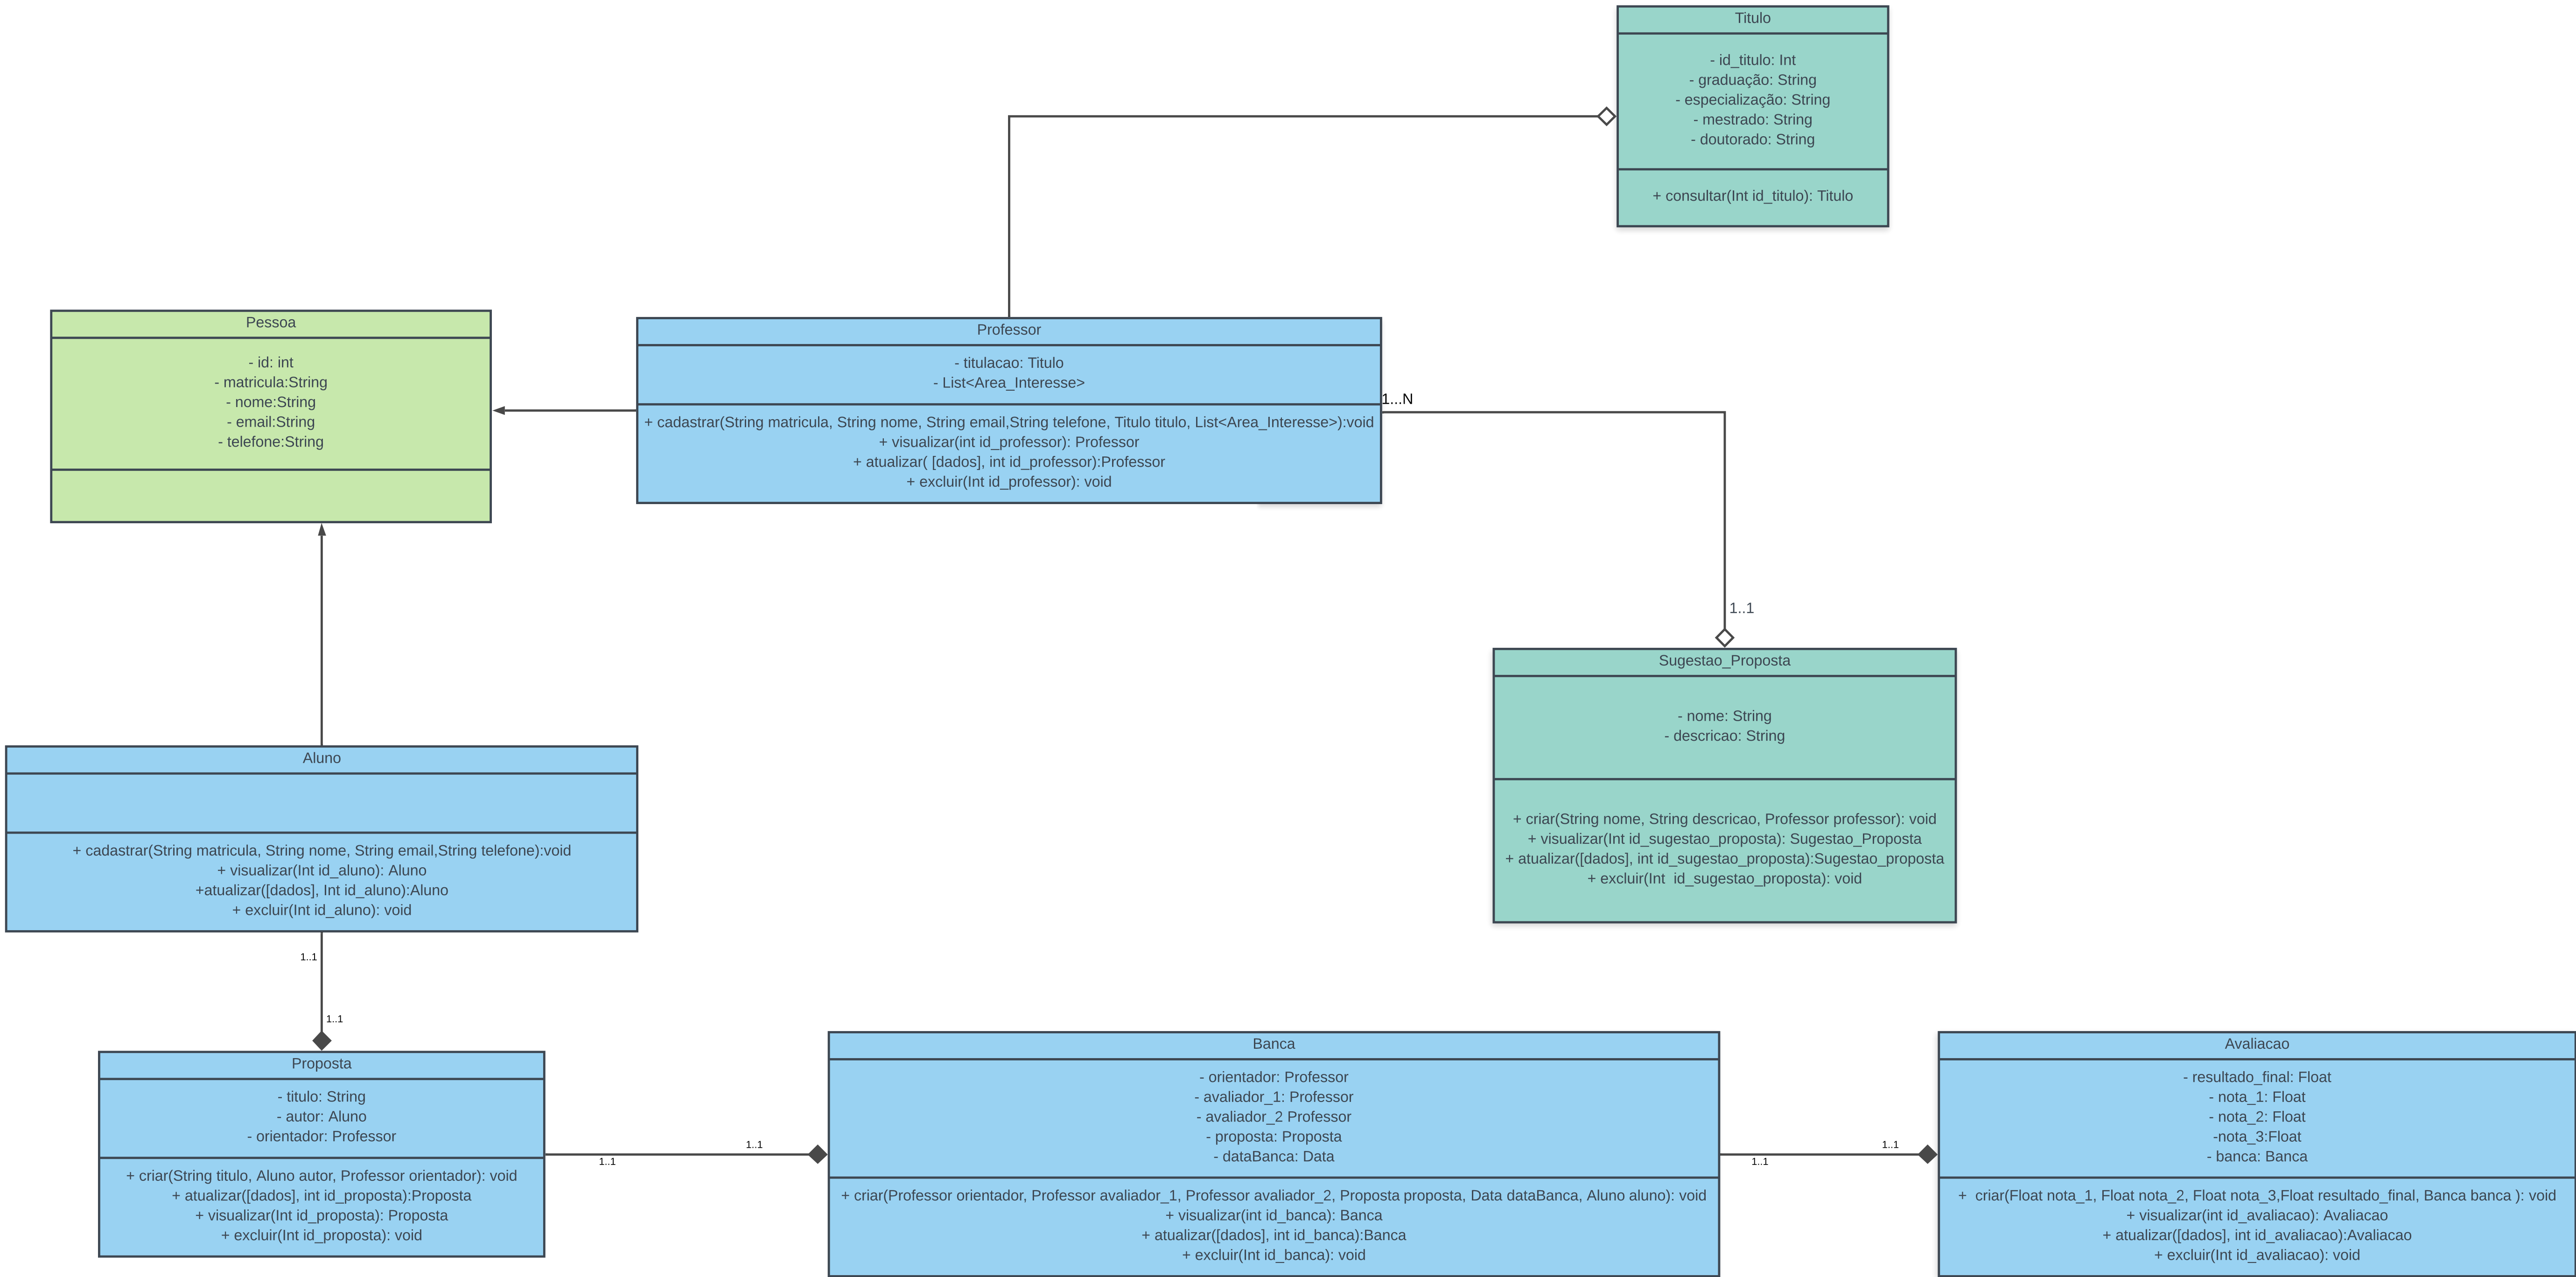 Titulo
- id_titulo: Int
- graduação: String
- especialização: String
- mestrado: String
- doutorado: String
+ consultar(Int id_titulo): Titulo
Pessoa
- id: int
- matricula:String
- nome:String
- email:String
- telefone:String
Professor
- titulacao: Titulo
- List<Area_Interesse>
+ cadastrar(String matricula, String nome, String email,String telefone, Titulo titulo, List<Area_Interesse>):void
+ visualizar(int id_professor): Professor
+ atualizar( [dados], int id_professor):Professor
+ excluir(Int id_professor): void
1...N
1..1
Sugestao_Proposta
- nome: String
- descricao: String
+ criar(String nome, String descricao, Professor professor): void
+ visualizar(Int id_sugestao_proposta): Sugestao_Proposta
+ atualizar([dados], int id_sugestao_proposta):Sugestao_proposta
+ excluir(Int  id_sugestao_proposta): void
Aluno
+ cadastrar(String matricula, String nome, String email,String telefone):void
+ visualizar(Int id_aluno): Aluno
+atualizar([dados], Int id_aluno):Aluno
+ excluir(Int id_aluno): void
1..1
1..1
Proposta
- titulo: String
- autor: Aluno
- orientador: Professor
+ criar(String titulo, Aluno autor, Professor orientador): void
+ atualizar([dados], int id_proposta):Proposta
+ visualizar(Int id_proposta): Proposta
+ excluir(Int id_proposta): void
1..1
1..1
Banca
- orientador: Professor
- avaliador_1: Professor
- avaliador_2 Professor
- proposta: Proposta
- dataBanca: Data
+ criar(Professor orientador, Professor avaliador_1, Professor avaliador_2, Proposta proposta, Data dataBanca, Aluno aluno): void
+ visualizar(int id_banca): Banca
+ atualizar([dados], int id_banca):Banca
+ excluir(Int id_banca): void
1..1
1..1
Avaliacao
- resultado_final: Float
- nota_1: Float
- nota_2: Float
-nota_3:Float
- banca: Banca
+  criar(Float nota_1, Float nota_2, Float nota_3,Float resultado_final, Banca banca ): void
+ visualizar(int id_avaliacao): Avaliacao
+ atualizar([dados], int id_avaliacao):Avaliacao
+ excluir(Int id_avaliacao): void